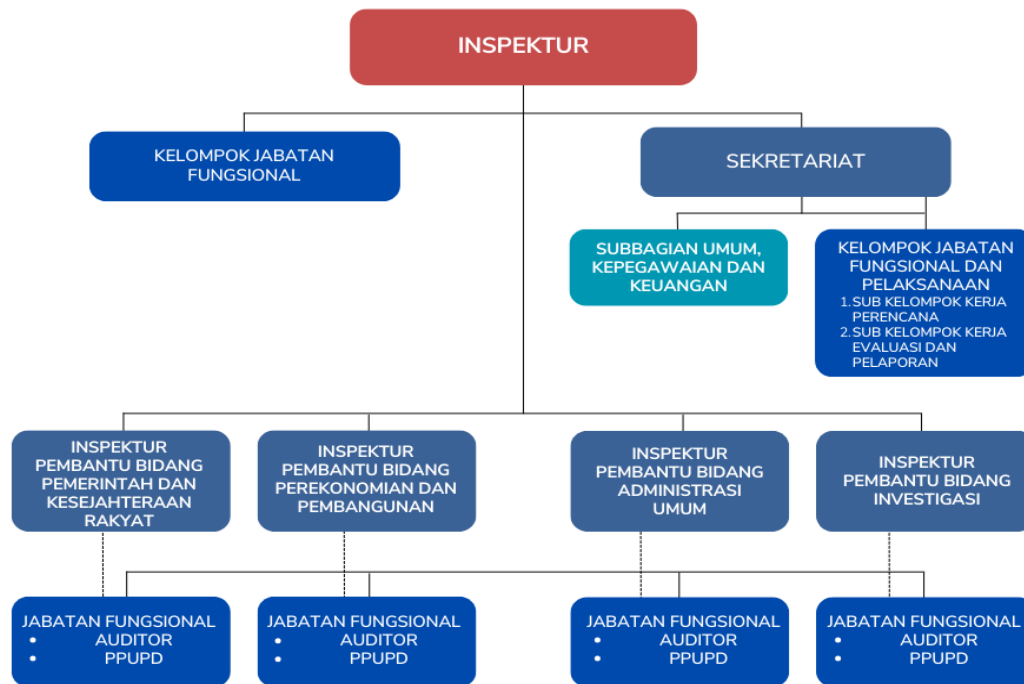 INSPEKTUR
KELOMPOK JABATAN
FUNGSIONAL
SEKRETARIAT
SUBBAGIAN UMUM,
KEPEGAWAIAN DAN
KEUANGAN
KELOMPOK JABATAN
FUNGSIONAL DAN
PELAKSANAAN
1. SUB KELOMPOK KERJA
PERENCANA
2. SUB KELOMPOK KERJA
EVALUASI DAN
PELAPORAN
INSPEKTUR
PEMBANTU BIDANG
PEMERINTAH DAN
KESEJAHTERAAN
RAKYAT
INSPEKTUR
PEMBANTU BIDANG
PEREKONOMIAN DAN
PEMBANGUNAN
INSPEKTUR
PEMBANTU BIDANG
ADMINISTRASI
UMUM
INSPEKTUR
PEMBANTU BIDANG
INVESTIGASI
JABATAN FUNGSIONAL
• AUDITOR
• PPUPD
JABATAN FUNGSIONAL
• AUDITOR
• PPUPD
JABATAN FUNGSIONAL
• AUDITOR
• PPUPD
JABATAN FUNGSIONAL
• AUDITOR
• PPUPD